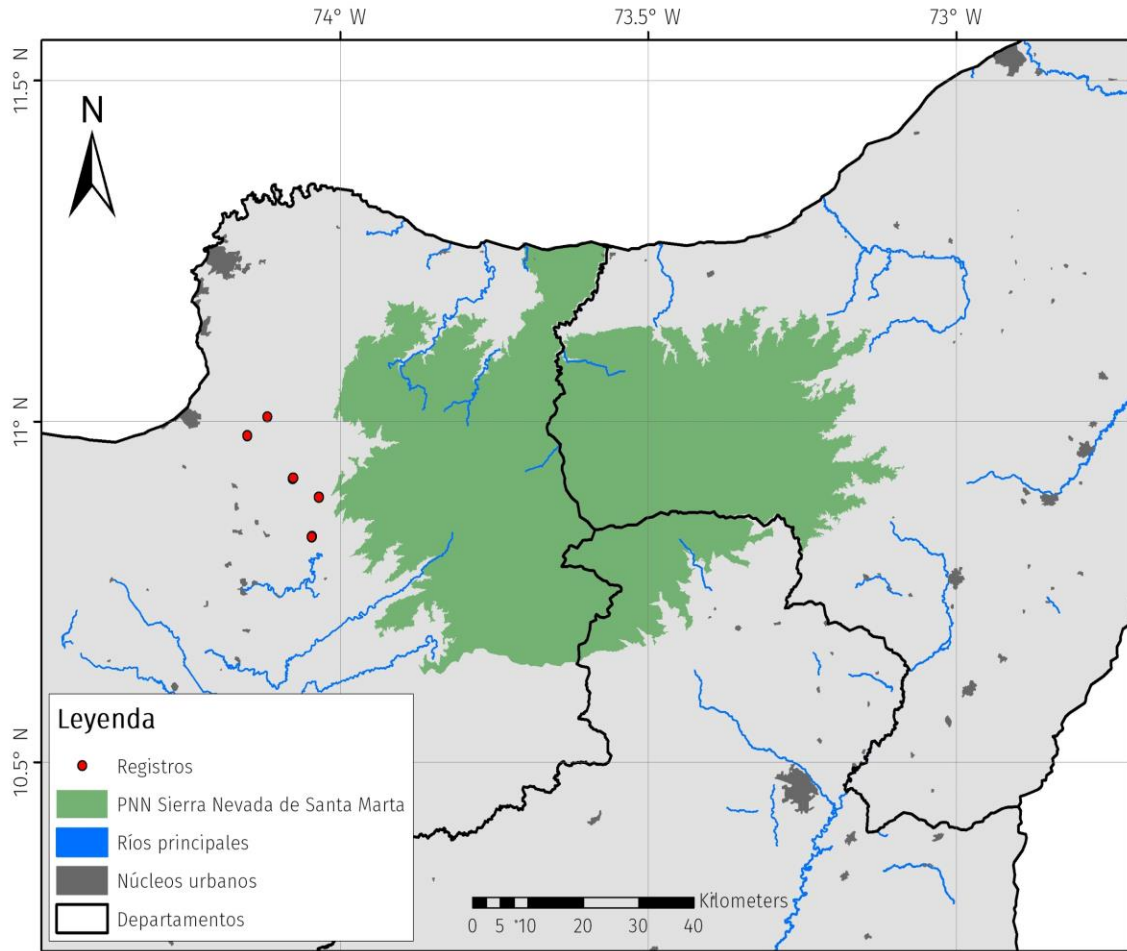 74° W 73.5° W 73° W
11.5° N
N
11° N
10.5° N
Leyenda
Registros
PNN Sierra Nevada de Santa Marta
Ríos principales
Núcleos urbanos
Departamentos
Kilometers
0 5 10 20 30 40